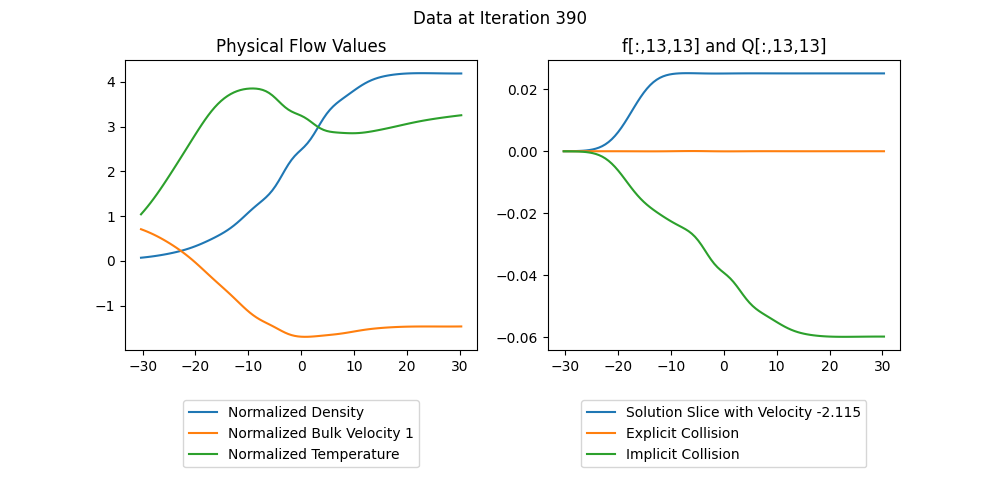 Data at Iteration 390
Physical Flow Values
4
3
2
1
0
−1
−30
−20
−10
0
10
20
30
Normalized Density
Normalized Bulk Velocity 1
Normalized Temperature
f[:,13,13] and Q[:,13,13]
0.02
0.00
−0.02
−0.04
−0.06
−30
−20
−10
0
10
20
30
Solution Slice with Velocity -2.115
Explicit Collision
Implicit Collision